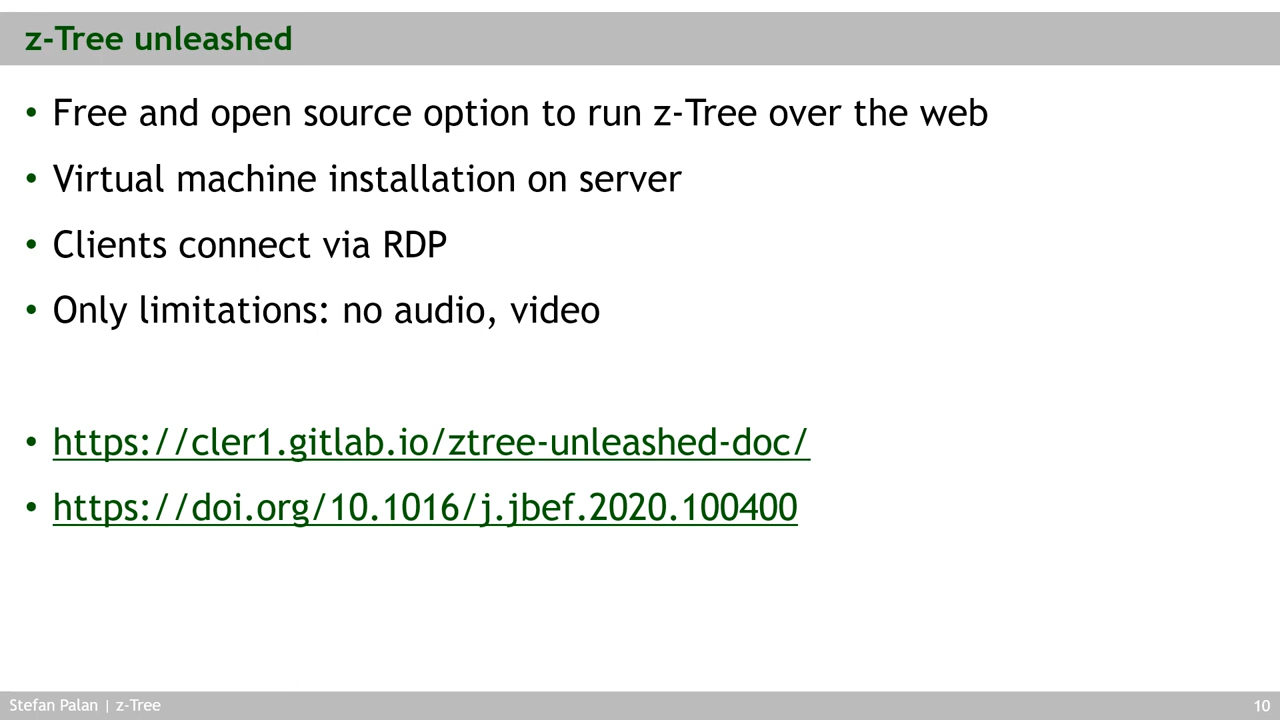 z-Tree unleashed
• Free and open source option to run z-Tree over the web
• Virtual machine installation on server
• Clients connect via RDP
• Only limitations: no audio, video
• https://cler1.gitlab.io/ztree-unleashed-doc/
• https://doi.org/10.1016/j.jbef.2020.100400
Stefan Palan | z-Tree
10